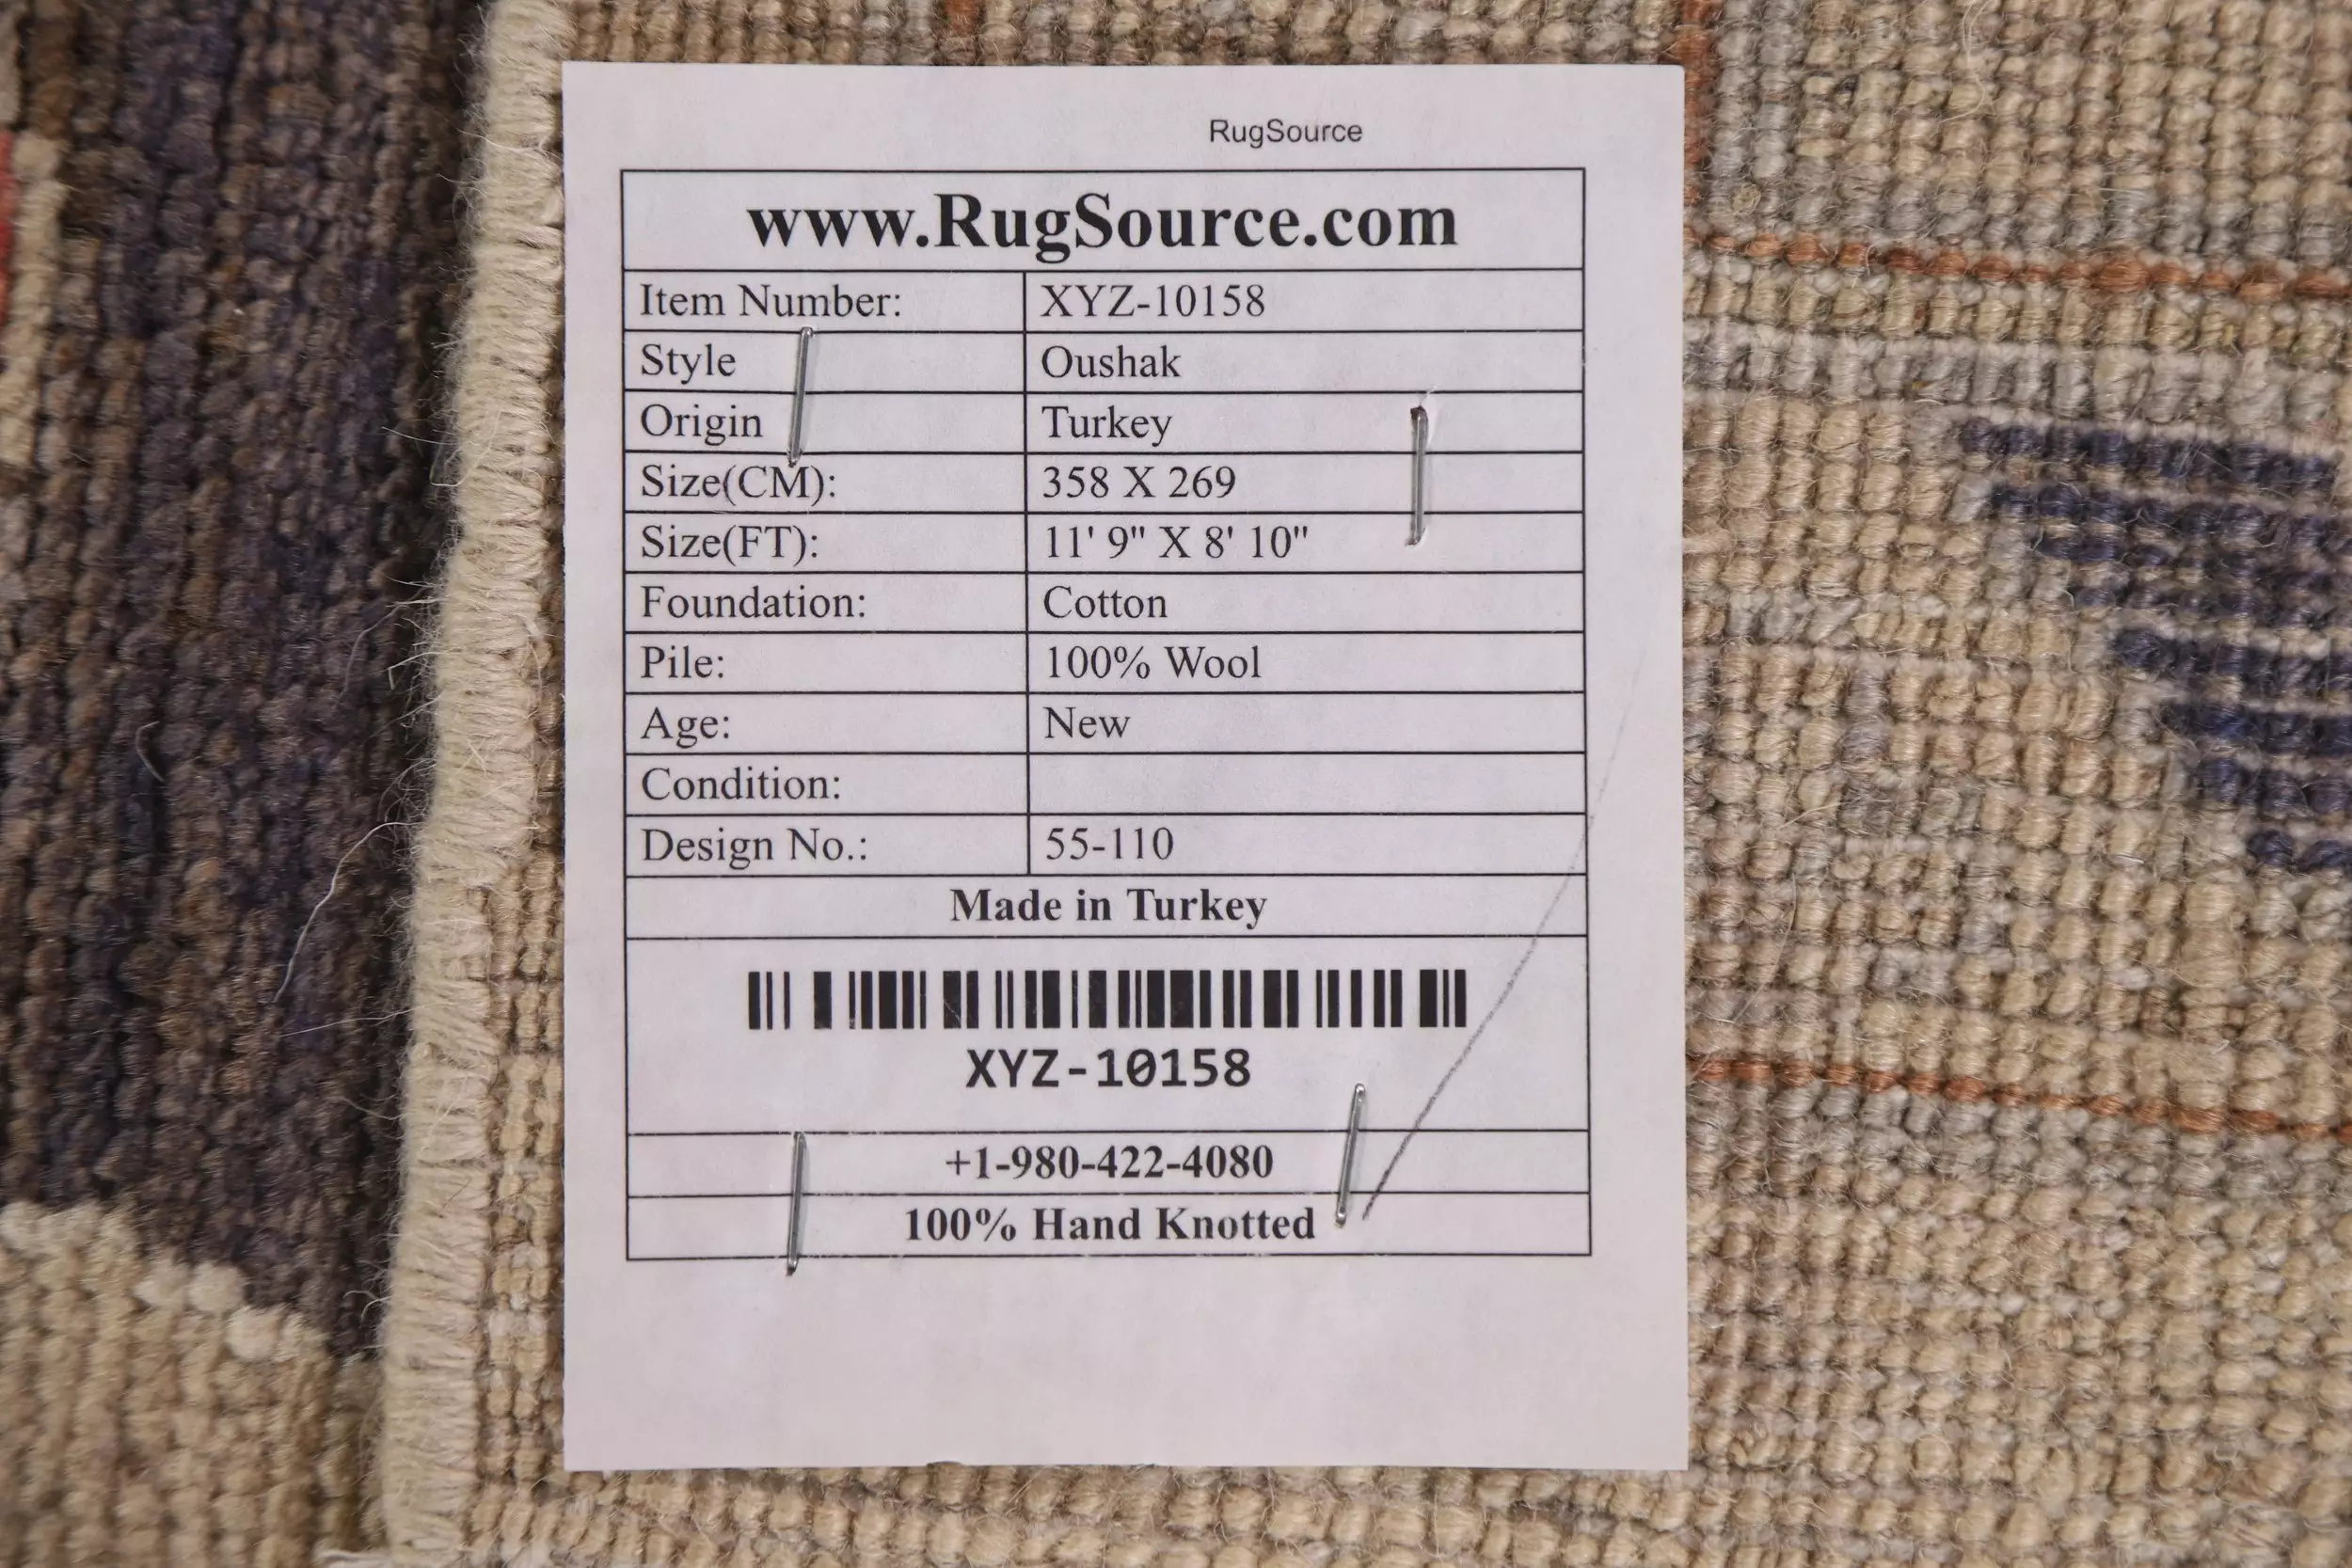 RugSource
www.RugSource.com
Item Number: XYZ-10158
Style Oushak
Origin Turkey
Size(CM): 358 X 269
Size(FT): 11' 9" X 8' 10"
Foundation: Cotton
Pile: 100% Wool
Age: New
Condition:
Design No.: 55-110
Made in Turkey
XYZ-10158
+1-980-422-4080
100% Hand Knotted